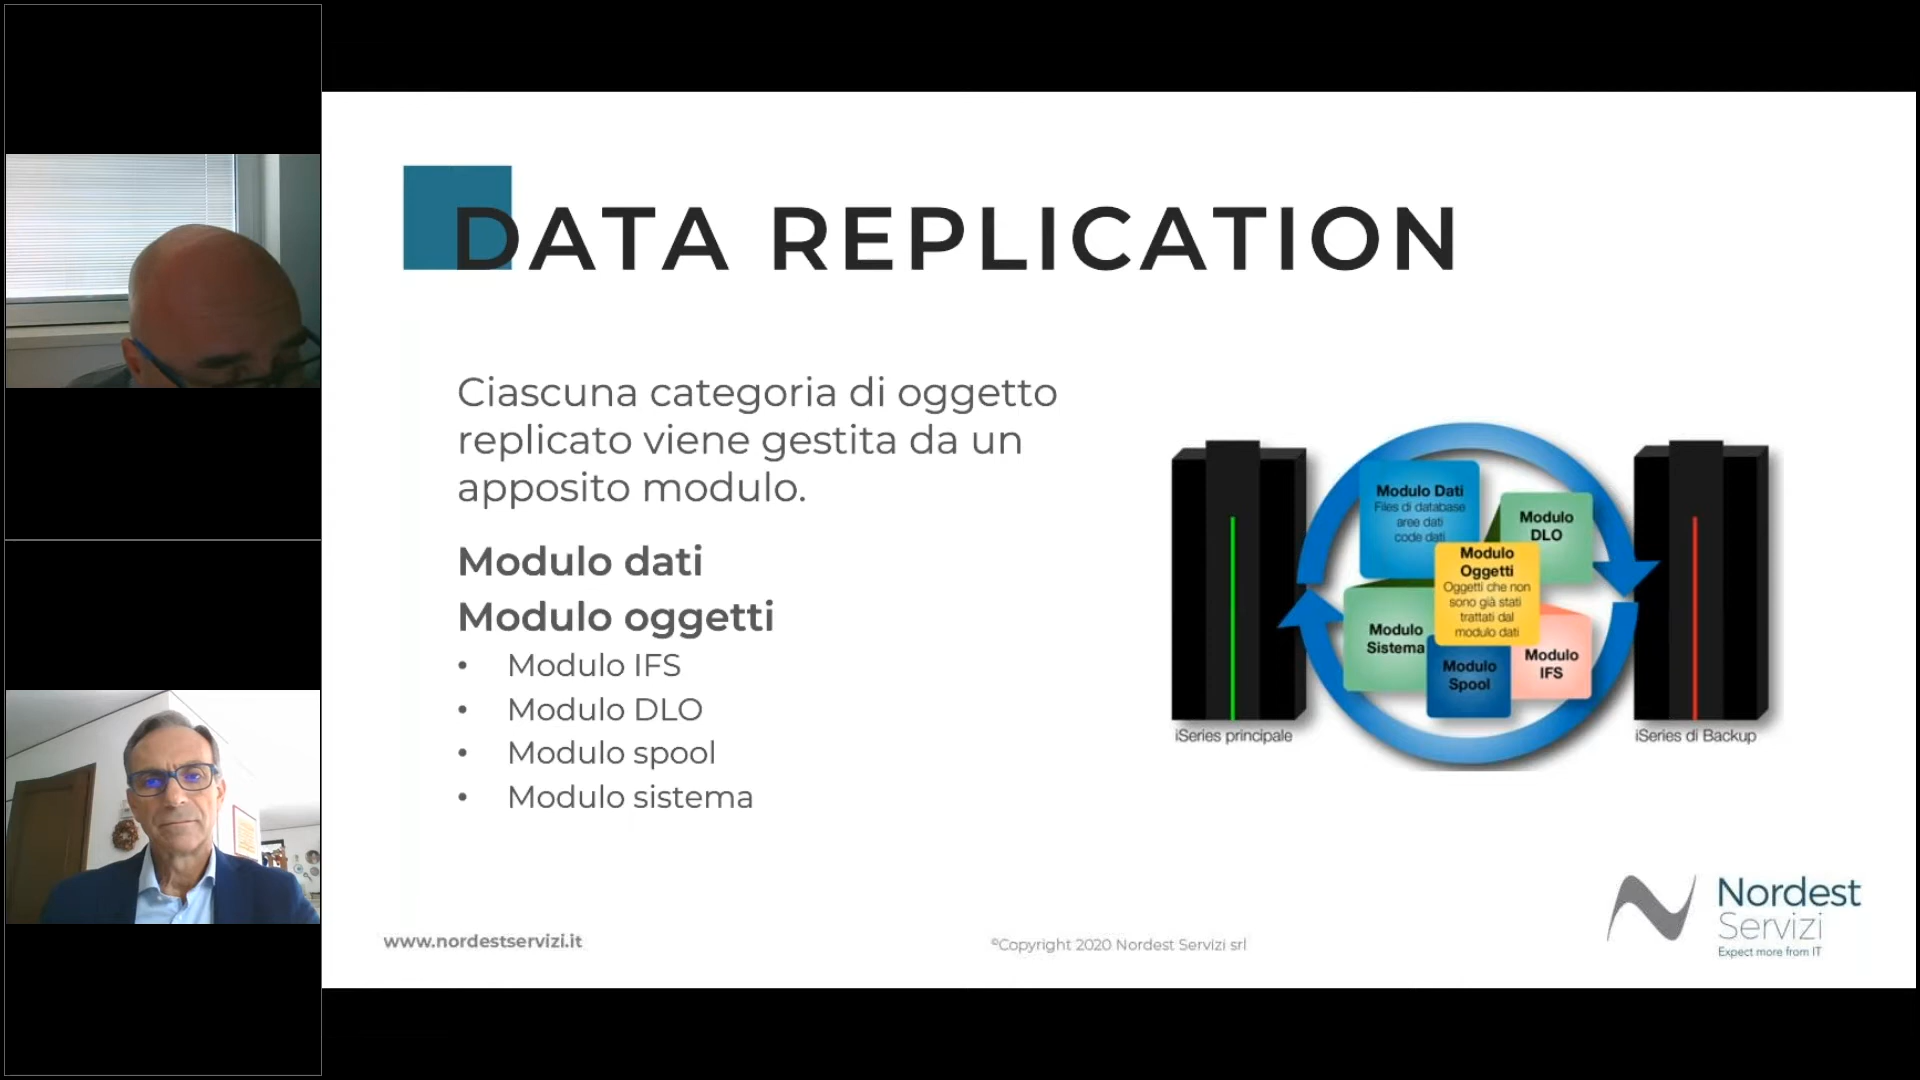 DATA REPLICATION
Ciascuna categoria di oggetto
replicato viene gestita da un
apposito modulo.
Modulo dati
Modulo oggetti
• Modulo IFS
• Modulo DLO
• Modulo spool
• Modulo sistema
Modulo Dati
Files di database
aree dati
code dati
Modulo
DLO
Modulo
Oggetti
Oggetti che non
sono già stati
trattati dal
modulo dati
Modulo
Sistema
Modulo
Spool
Modulo
IFS
iSeries principale
iSeries di Backup
www.nordestservizi.it
©Copyright 2020 Nordest Servizi srl
Nordest
Servizi
Expect more from IT